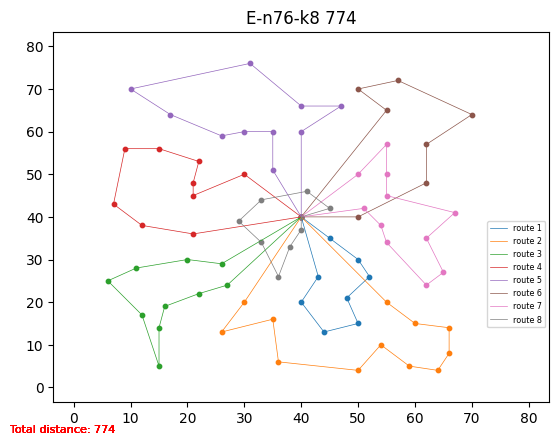 E-n76-k8 774
80
70
60
50
40
30
20
10
0
route 1
route 2
route 3
route 4
route 5
route 6
route 7
route 8
0 10 20 30 40 50 60 70 80
Total distance: 774